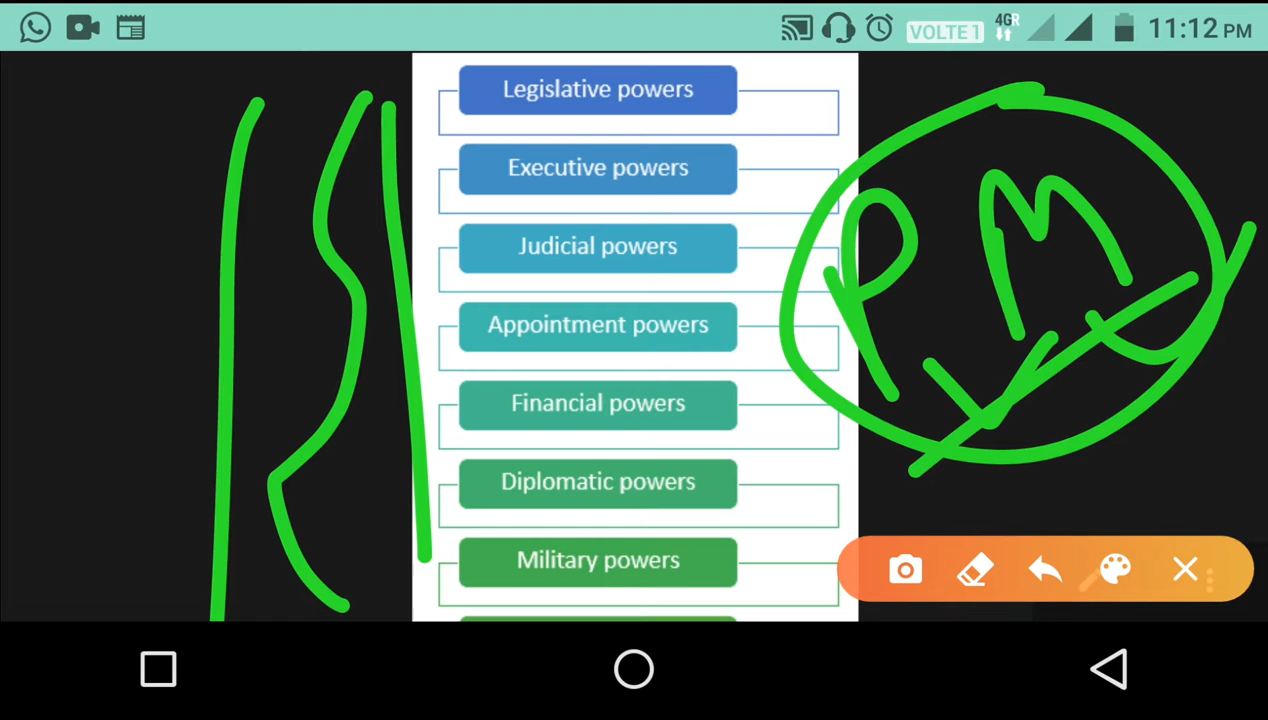 VOLTE 1 4GR 11:12 PM
Legislative powers
Executive powers
Judicial powers
Appointment powers
Financial powers
Diplomatic powers
Military powers
PM